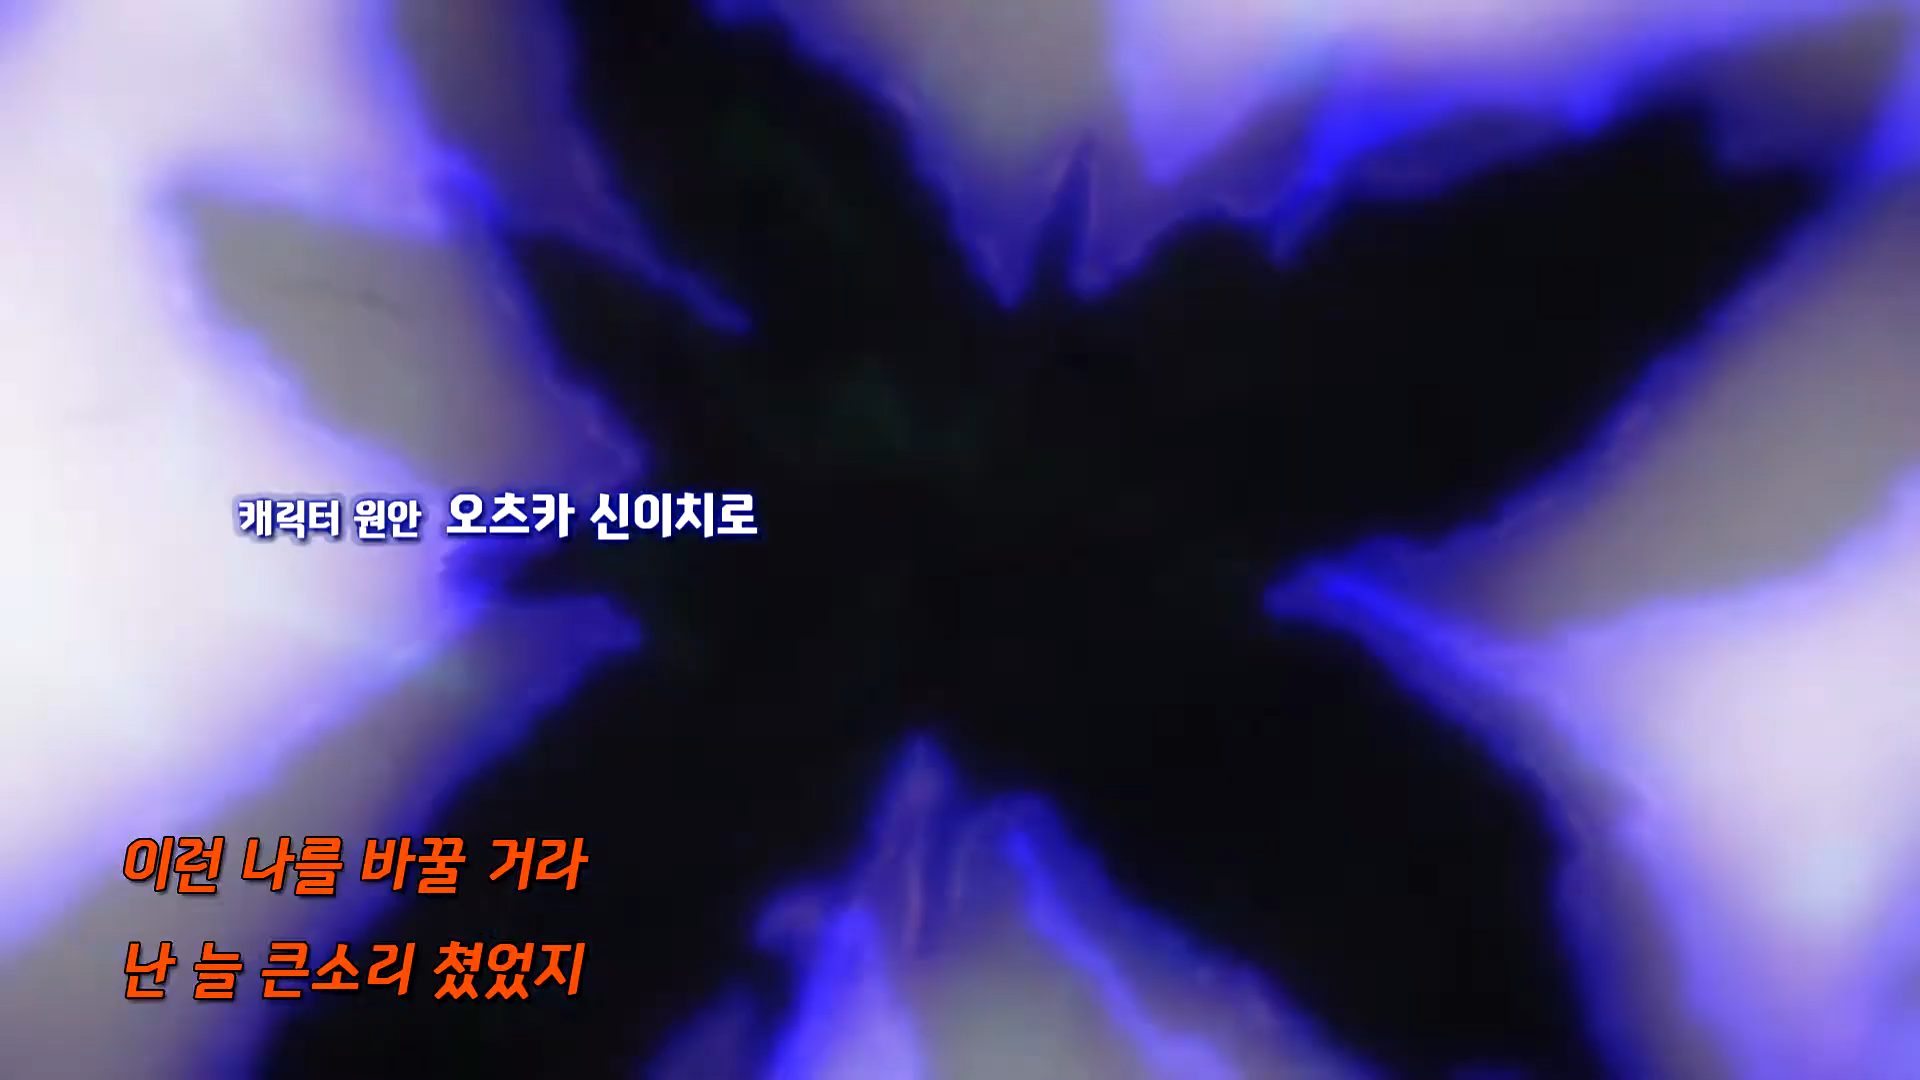 캐릭터 원안 오츠카 신이치로
이런 나를 바꿀 거라
난 늘 큰소리 쳤었지